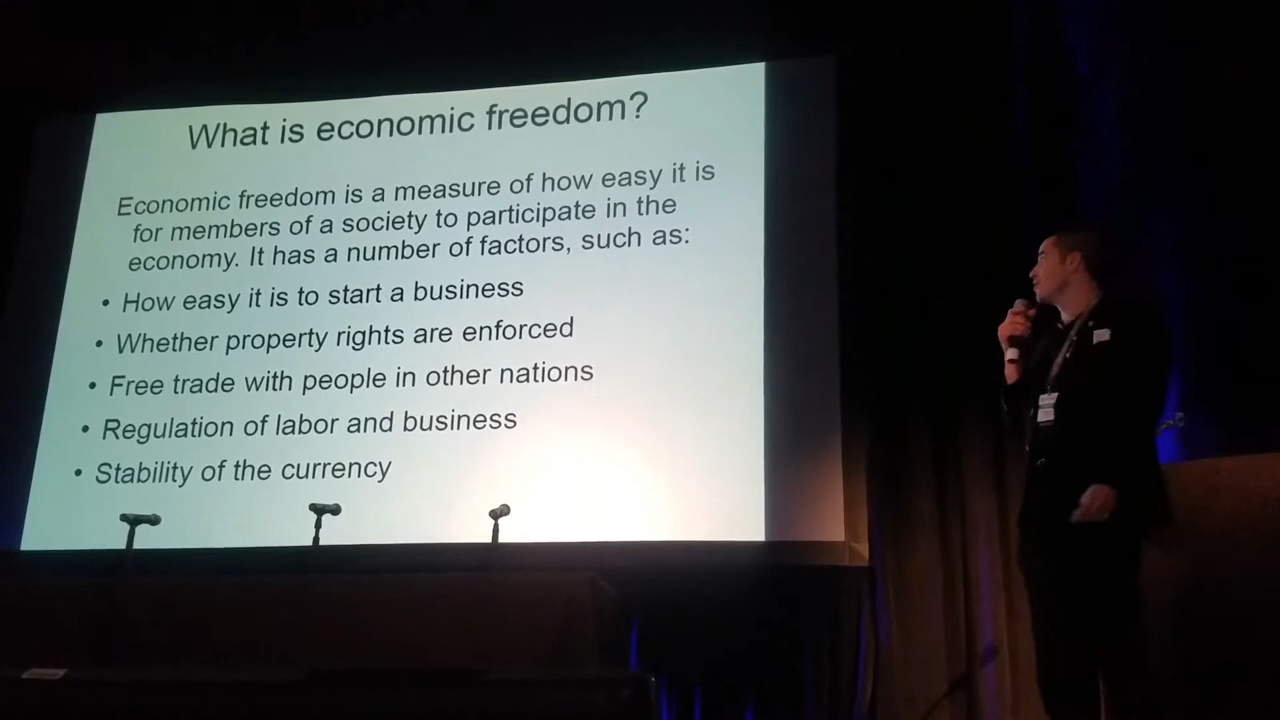 What is economic freedom?
Economic freedom is a measure of how easy it is
for members of a society to participate in the
economy. It has a number of factors, such as:
• How easy it is to start a business
• Whether property rights are enforced
• Free trade with people in other nations
• Regulation of labor and business
• Stability of the currency